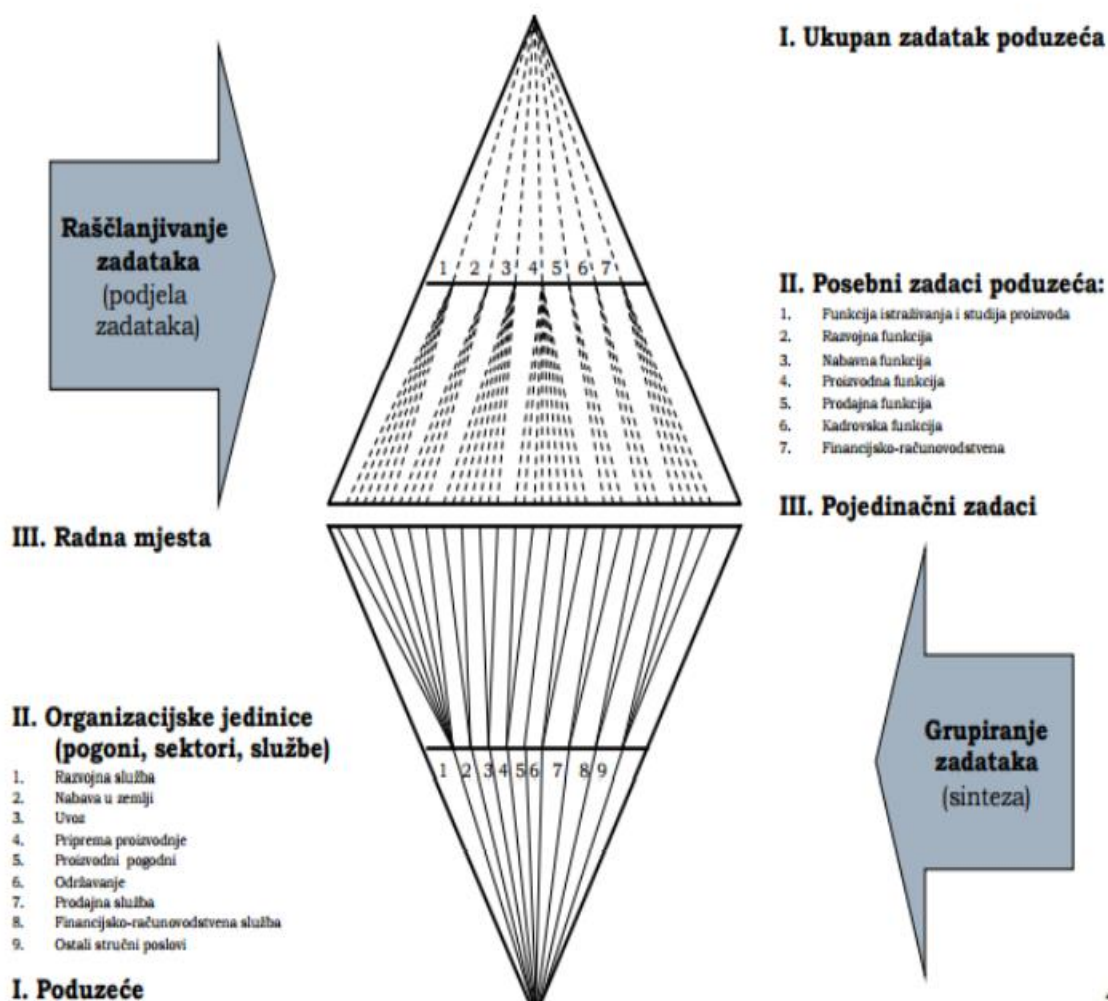 I. Ukupan zadatak poduzeća
Raščlanjivanje
zadataka
(podjela
zadataka)
1 2 3 4 5 6 7
II. Posebni zadaci poduzeća:
1. Funkcija istraživanja i studija proizvoda
2. Razvojna funkcija
3. Nabavna funkcija
4. Proizvodna funkcija
5. Prodajna funkcija
6. Kadrovska funkcija
7. Financijsko-računovodstvena
III. Pojedinačni zadaci
III. Radna mjesta
II. Organizacijske jedinice
(pogoni, sektori, službe)
1. Razvojna služba
2. Nabava u zemlji
3. Uvoz
4. Priprema proizvodnje
5. Proizvodni pogodni
6. Održavanje
7. Prodajna služba
8. Financijsko-računovodstvena služba
9. Ostali stručni poslovi
1 2 3 4 5 6 7 8 9
Grupiranje
zadataka
(sinteza)
I. Poduzeće